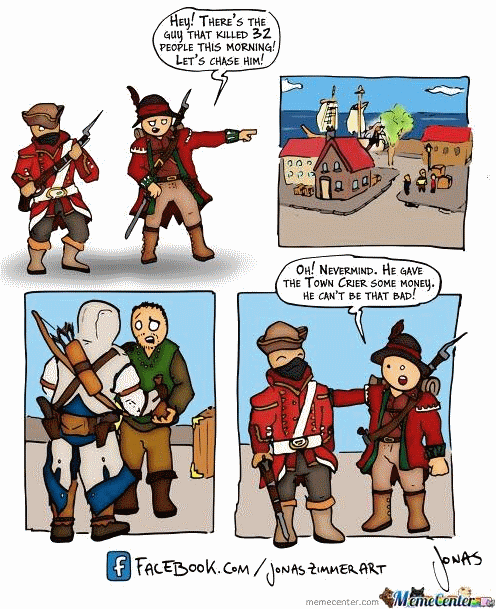 Hey! There's the
guy that killed 32
people this morning!
Let's chase him!
Oh! Nevermind. He gave
the Town Crier some money.
he can't be that bad!
f Facebook.com/jonaszimmerart
Jonas
memecenter.com
MemeCenter